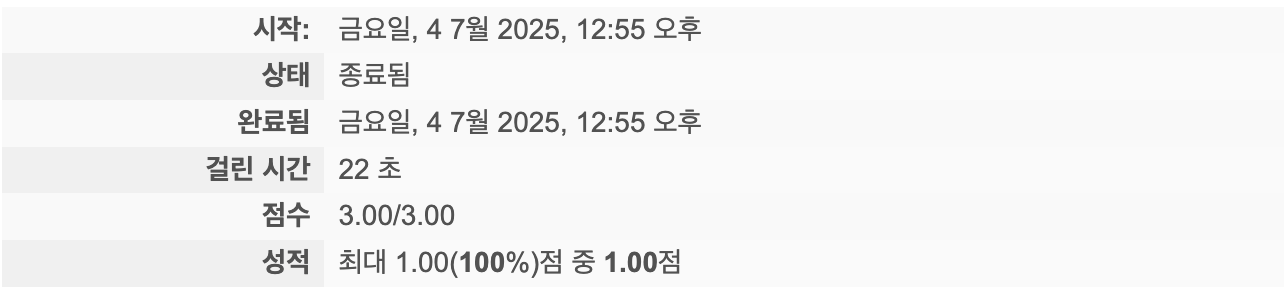 시작: 금요일, 4 7월 2025, 12:55 오후
상태 종료됨
완료됨 금요일, 4 7월 2025, 12:55 오후
걸린 시간 22 초
점수 3.00/3.00
성적 최대 1.00(100%)점 중 1.00점